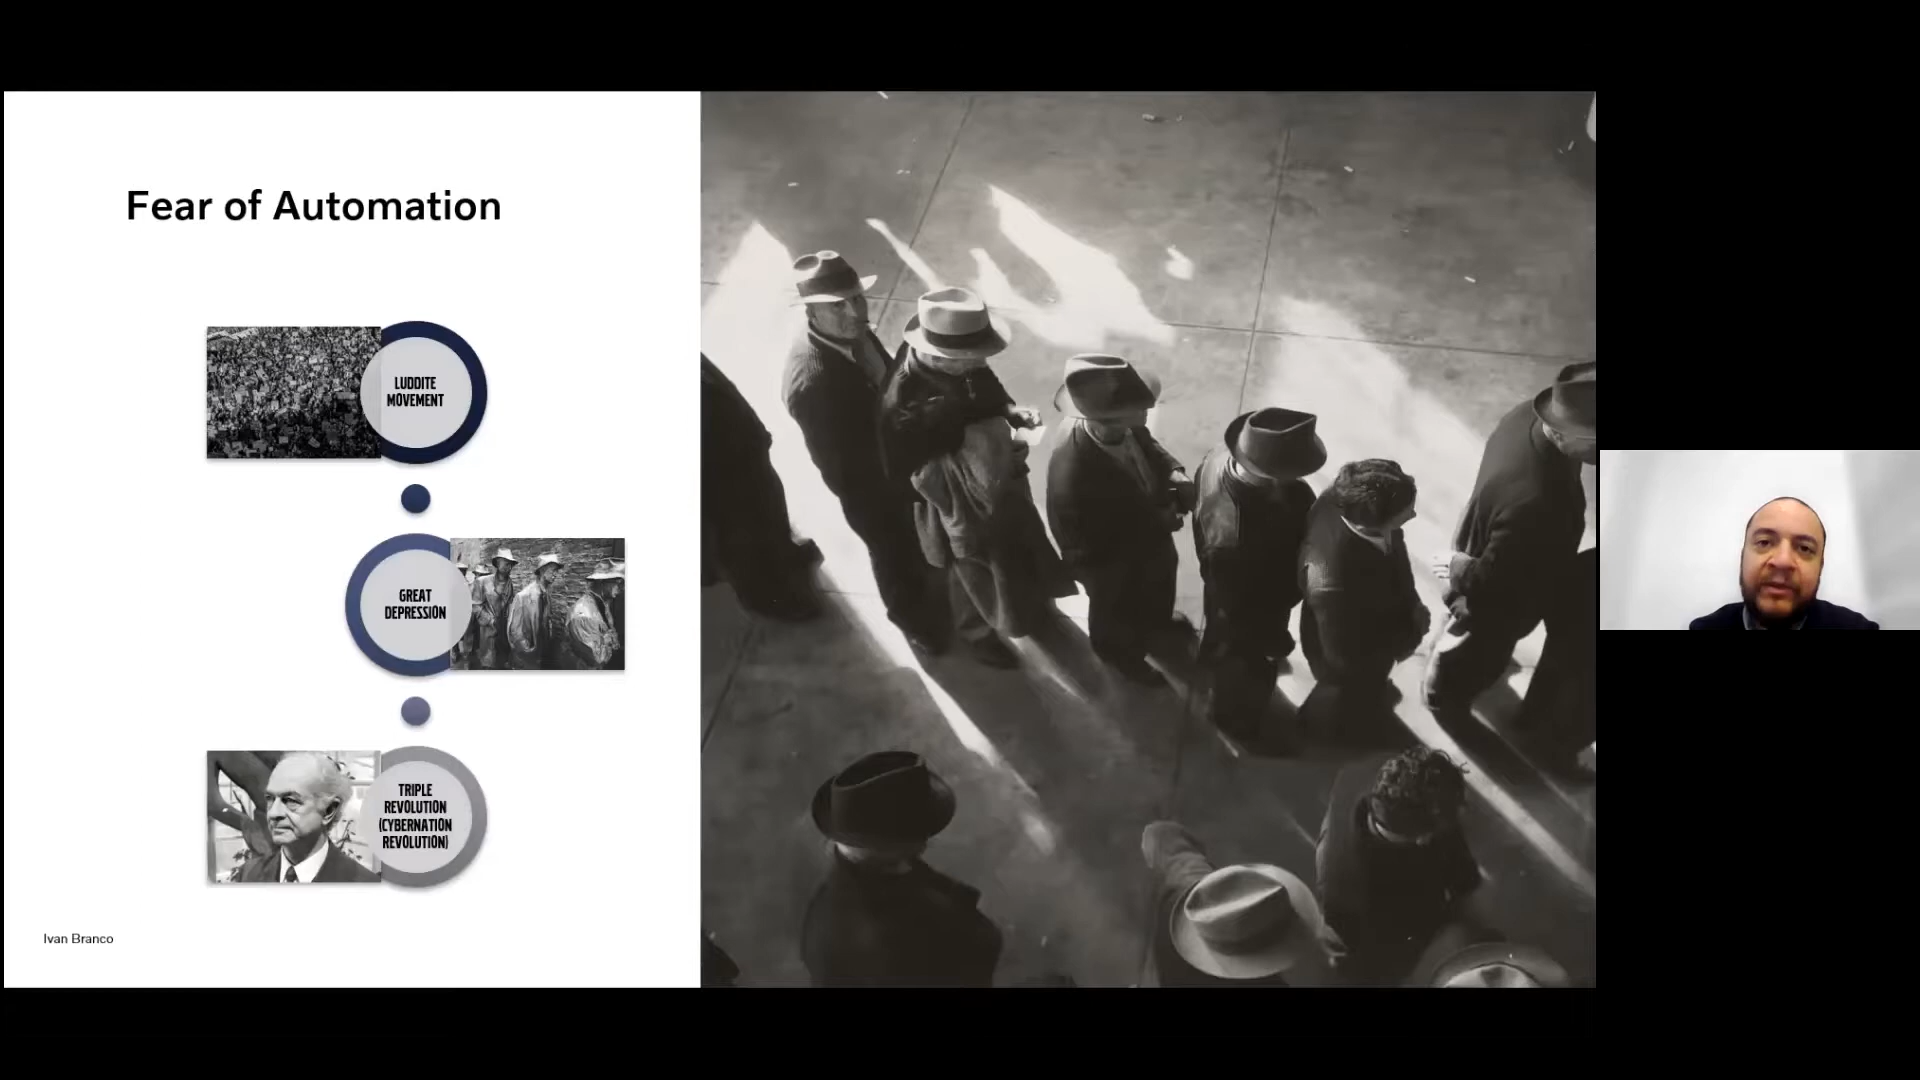 Fear of Automation
LUDDITE
MOVEMENT
GREAT
DEPRESSION
TRIPLE
REVOLUTION
(CYBERNATION
REVOLUTION)
Ivan Branco